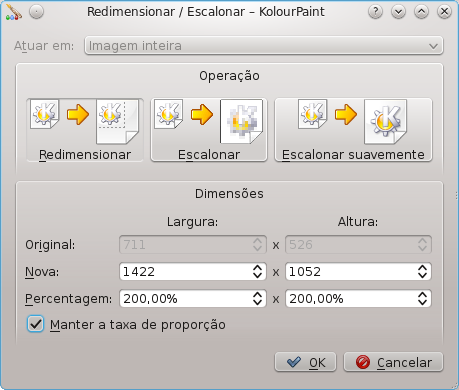 Redimensionar / Escalonar – KolourPaint
Atuar em: Imagem inteira
Operação
Redimensionar Escalonar Escalonar suavemente
Dimensões
Largura: Altura:
Original: 711 x 526
Nova: 1422 x 1052
Percentagem: 200,00% x 200,00%
Manter a taxa de proporção
OK Cancelar